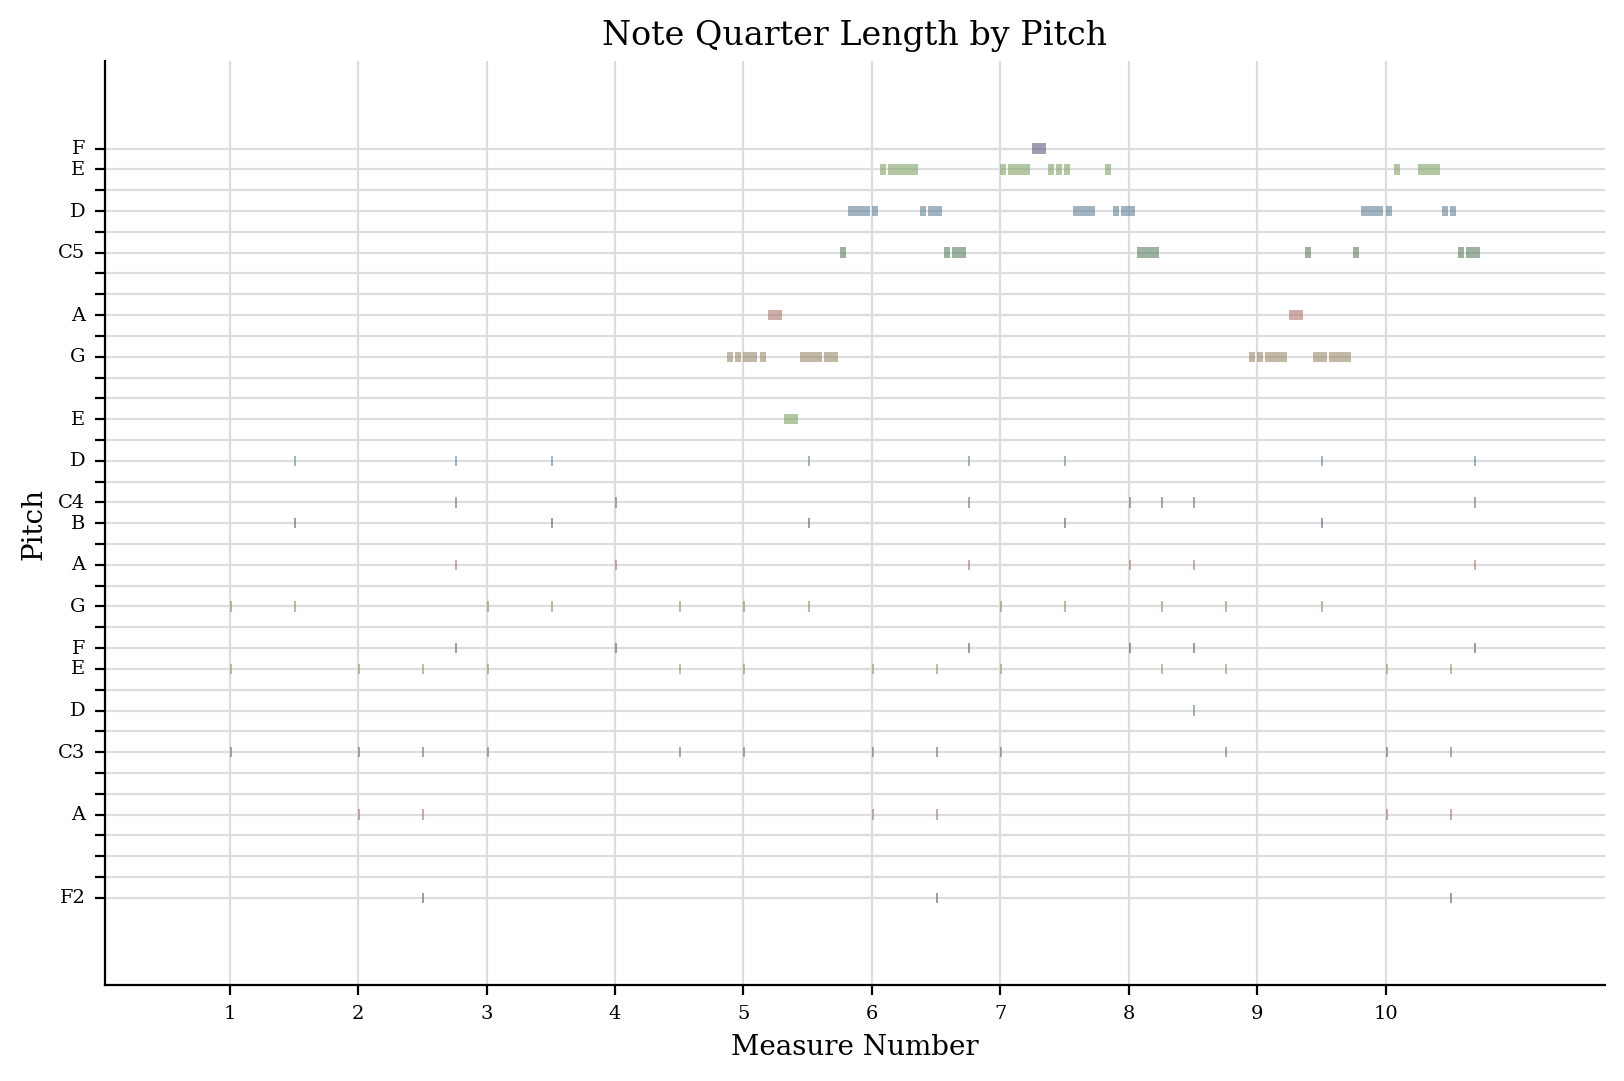 Note Quarter Length by Pitch
Pitch
F
E
D
C5
A
G
E
D
C4
B
A
G
F
E
D
C3
A
F2
1 2 3 4 5 6 7 8 9 10
Measure Number